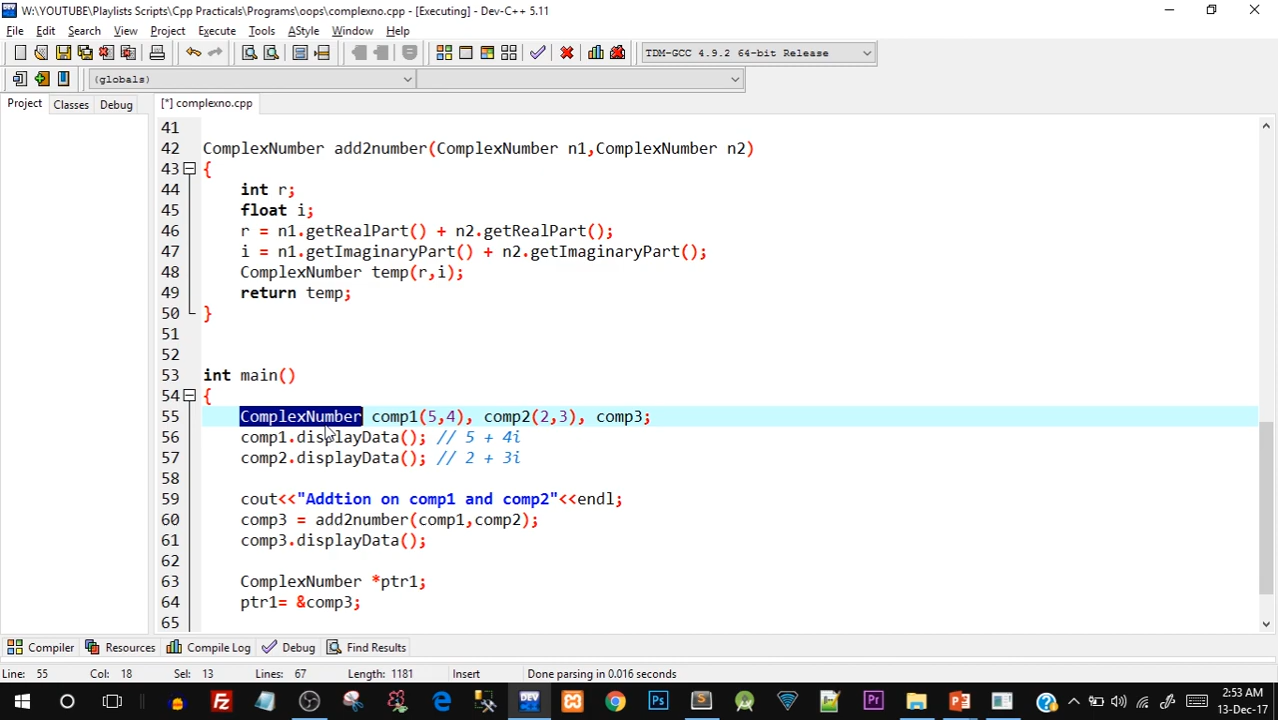 W:\YOUTUBE\Playlists Scripts\Cpp Practicals\Programs\oops\complexno.cpp - [Executing] - Dev-C++ 5.11
File Edit Search View Project Execute Tools AStyle Window Help
TDM-GCC 4.9.2 64-bit Release
(globals)
Project Classes Debug [*] complexno.cpp
41
42 ComplexNumber add2number(ComplexNumber n1,ComplexNumber n2)
43 {
44 int r;
45 float i;
46 r = n1.getRealPart() + n2.getRealPart();
47 i = n1.getImaginaryPart() + n2.getImaginaryPart();
48 ComplexNumber temp(r,i);
49 return temp;
50 }
51
52
53 int main()
54 {
55 ComplexNumber comp1(5,4), comp2(2,3), comp3;
56 comp1.displayData(); // 5 + 4i
57 comp2.displayData(); // 2 + 3i
58
59 cout<<"Addtion on comp1 and comp2"<<endl;
60 comp3 = add2number(comp1,comp2);
61 comp3.displayData();
62
63 ComplexNumber *ptr1;
64 ptr1= &comp3;
65
Compiler Resources Compile Log Debug Find Results
Line: 55 Col: 18 Sel: 13 Lines: 67 Length: 1181 Insert Done parsing in 0.016 seconds
2:53 AM
13-Dec-17